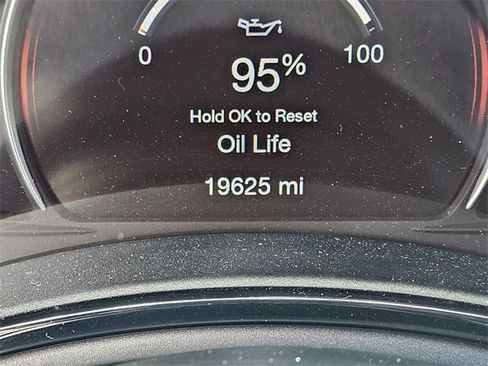 0 100
95%
Hold OK to Reset
Oil Life
19625 mi